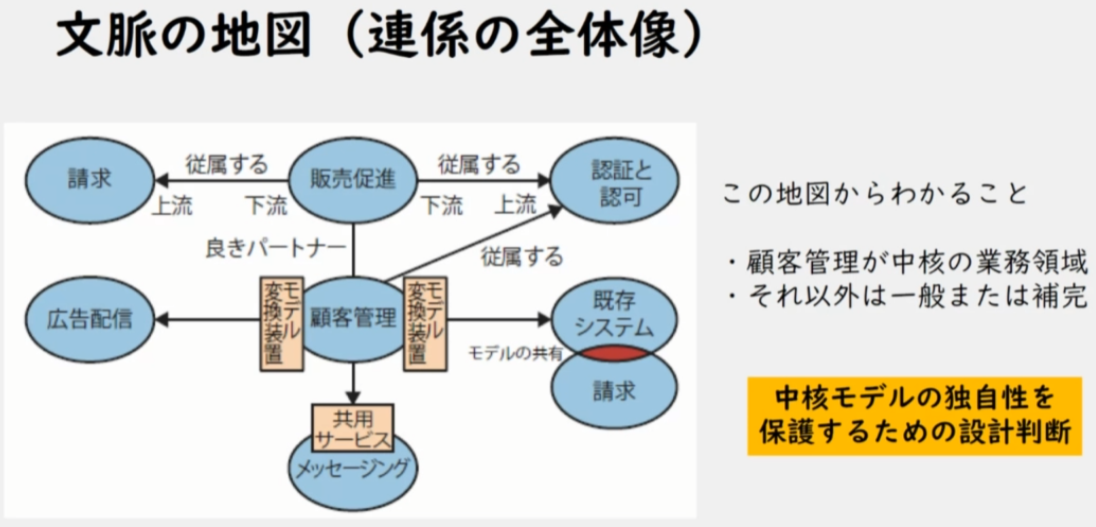 文脈の地図（連係の全体像）
請求
従属する
販売促進
従属する
認証と
認可
上流
下流
下流
上流
良きパートナー
従属する
広告配信
モデル
変換装置
顧客管理
モデル
変換装置
既存
システム
モデルの共有
請求
共用
サービス
メッセージング
この地図からわかること
・顧客管理が中核の業務領域
・それ以外は一般または補完
中核モデルの独自性を
保護するための設計判断